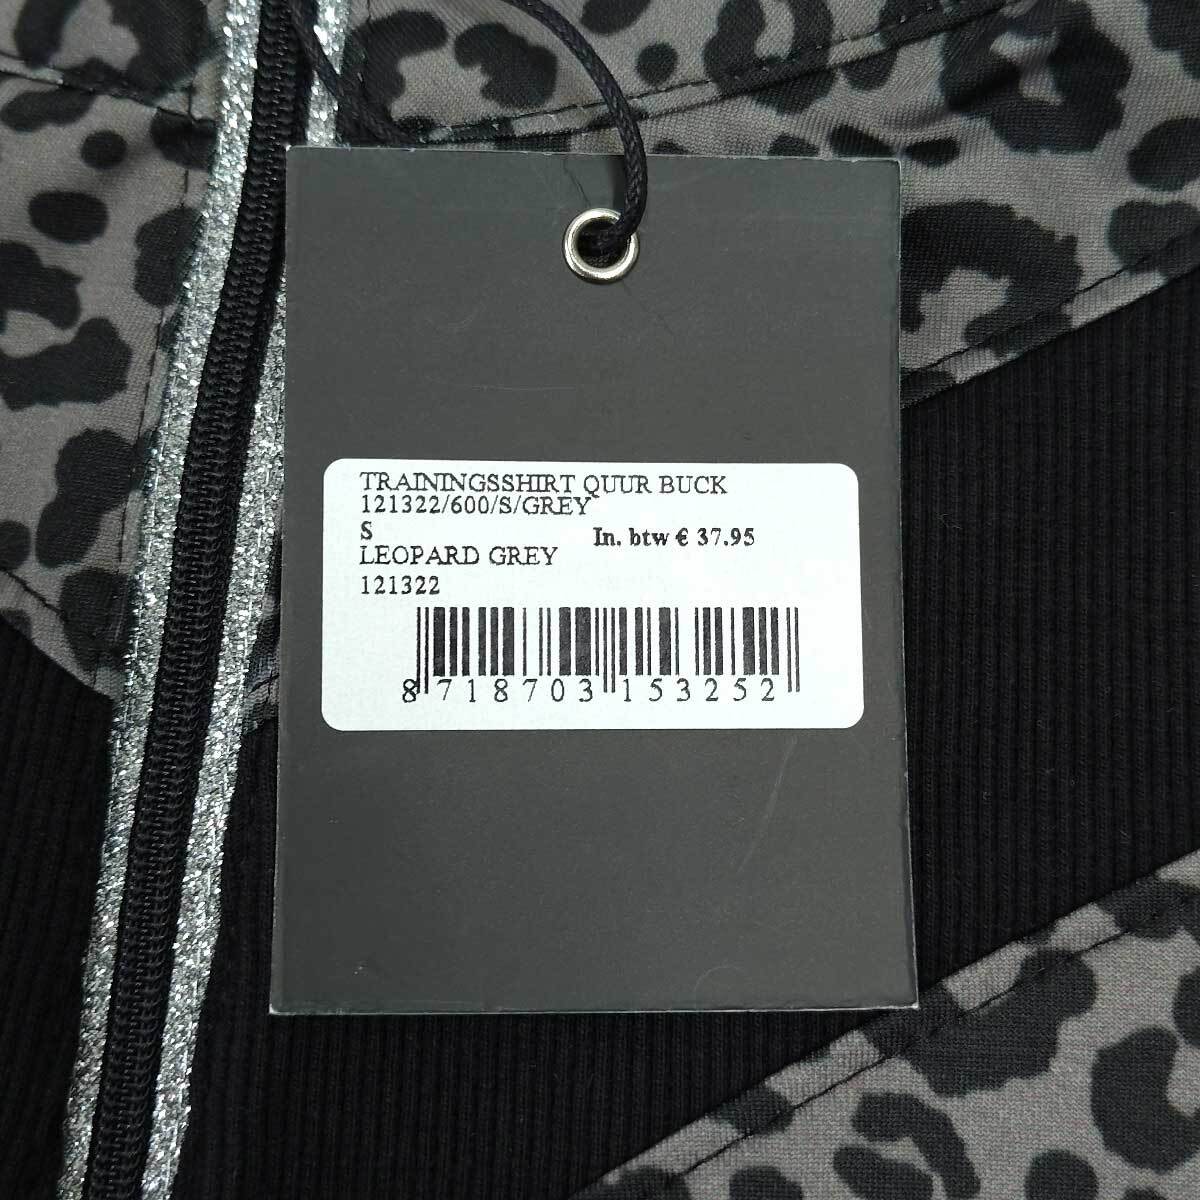 TRAININGSSHIRT QUUR BUCK
121322/600/S/GREY
S In. btw € 37.95
LEOPARD GREY
121322
8 718703 153252